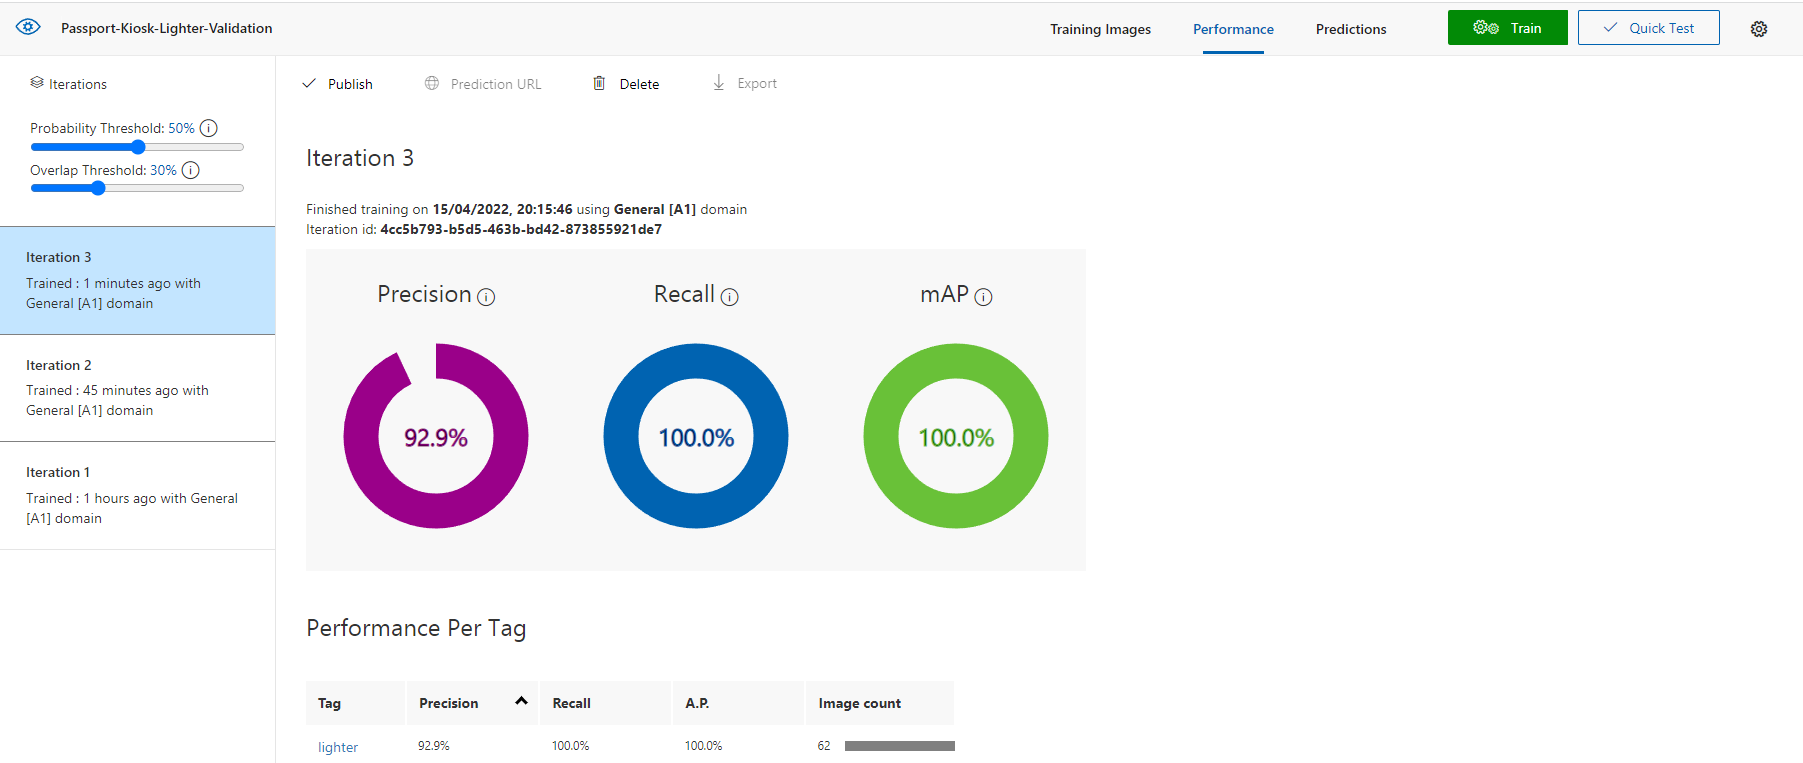 Passport-Kiosk-Lighter-Validation
Training Images
Performance
Predictions
Train
Quick Test
Iterations
Probability Threshold: 50%
Overlap Threshold: 30%
Iteration 3
Trained : 1 minutes ago with
General [A1] domain
Iteration 2
Trained : 45 minutes ago with
General [A1] domain
Iteration 1
Trained : 1 hours ago with General
[A1] domain
Publish
Prediction URL
Delete
Export
Iteration 3
Finished training on 15/04/2022, 20:15:46 using General [A1] domain
Iteration id: 4cc5b793-b5d5-463b-bd42-873855921de7
Precision
Recall
mAP
92.9%
100.0%
100.0%
Performance Per Tag
Tag Precision Recall A.P. Image count
lighter 92.9% 100.0% 100.0% 62